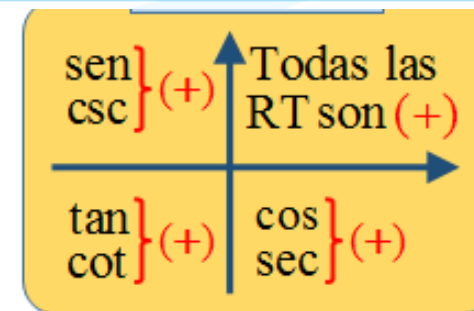 sen
csc (+)
Todas las
RT son (+)
tan
cot (+)
cos
sec (+)